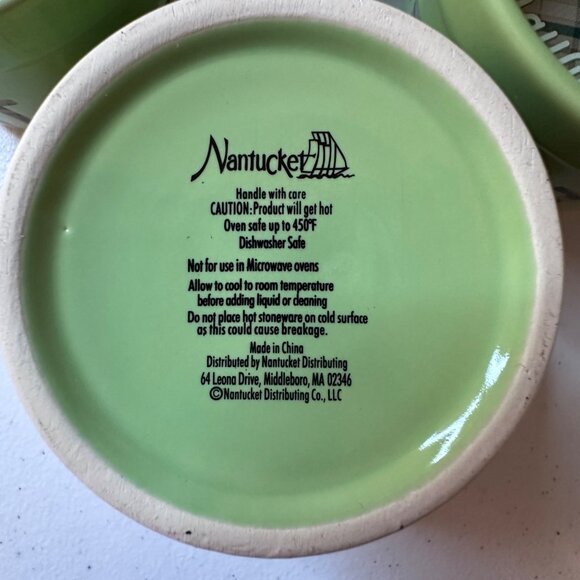 Nantucket
Handle with care
CAUTION: Product will get hot
Oven safe up to 450°F
Dishwasher Safe
Not for use in Microwave ovens
Allow to cool to room temperature
before adding liquid or cleaning
Do not place hot stoneware on cold surface
as this could cause breakage.
Made in China
Distributed by Nantucket Distributing
64 Leona Drive, Middleboro, MA 02346
©Nantucket Distributing Co., LLC